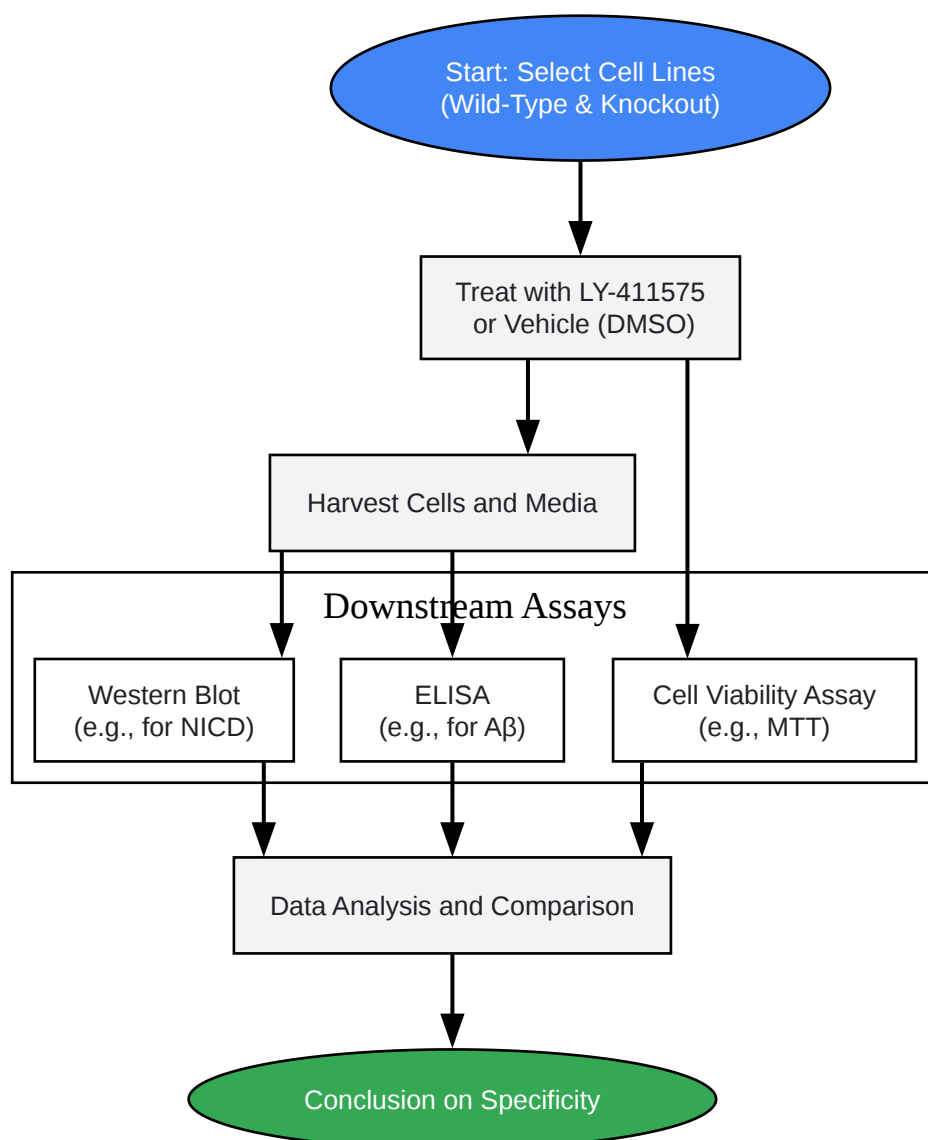 Start: Select Cell Lines
(Wild-Type & Knockout)
Treat with LY-411575
or Vehicle (DMSO)
Harvest Cells and Media
Downstream Assays
Western Blot
(e.g., for NICD)
ELISA
(e.g., for Aβ)
Cell Viability Assay
(e.g., MTT)
Data Analysis and Comparison
Conclusion on Specificity